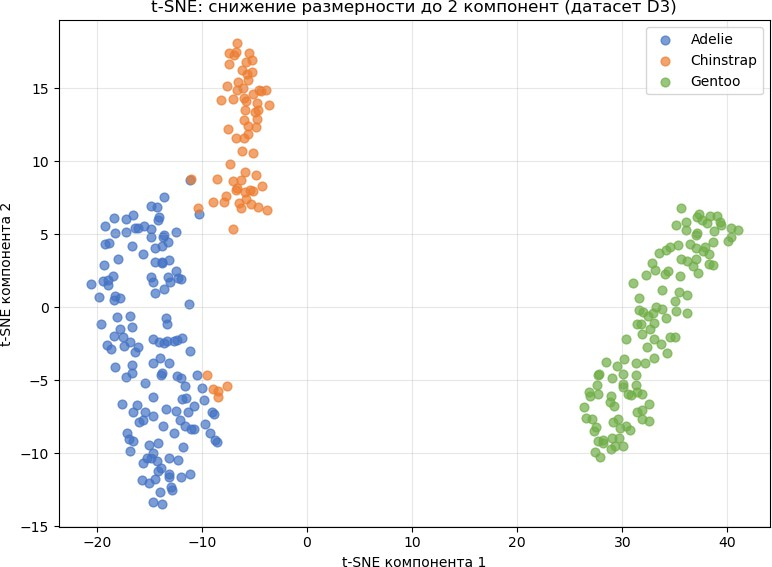 t-SNE: снижение размерности до 2 компонент (датасет D3)
Adelie
Chinstrap
Gentoo
t-SNE компонента 2
15
10
5
0
−5
−10
−15
−20
−10
0
10
20
30
40
t-SNE компонента 1